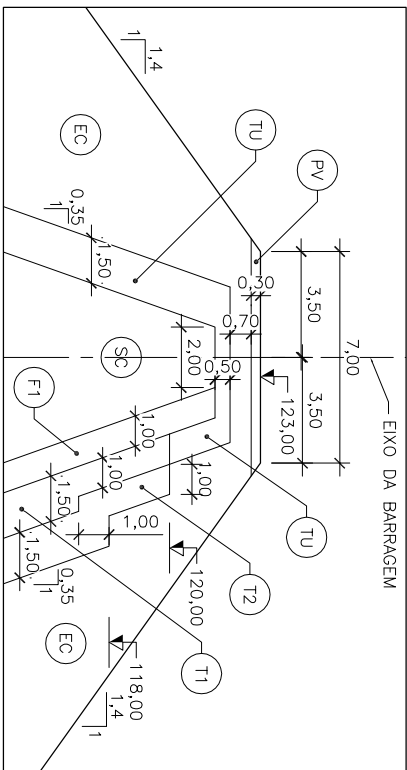 EIXO DA BARRAGEM
7,00
3,50
3,50
123,00
PV
0,30
0,70
0,50
TU
TU
2,00
SC
1,4
1
EC
0,35
1
1,50
F1
1,00
1,00
1,00
1,50
1,50
1,00
T2
120,00
T1
0,35
1
EC
118,00
1,4
1